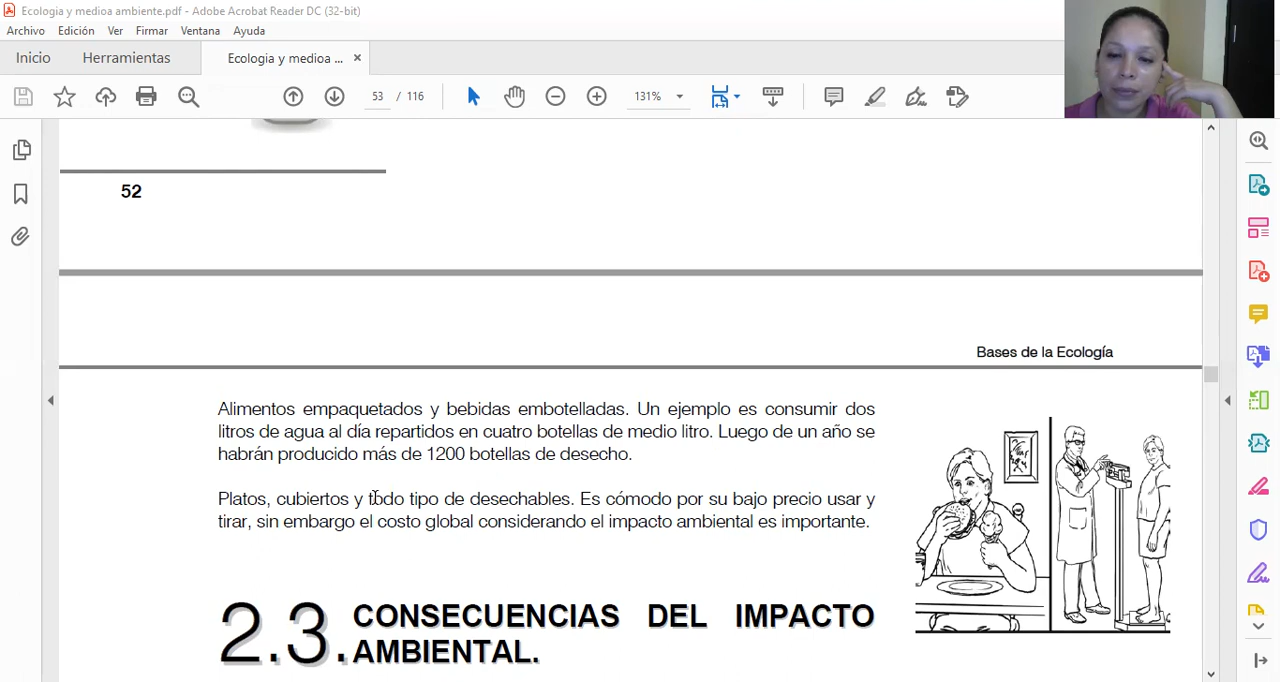 Ecologia y medioa ambiente.pdf - Adobe Acrobat Reader DC (32-bit)
Archivo Edición Ver Firmar Ventana Ayuda
Inicio Herramientas Ecologia y medioa ... ×
53 / 116 131%
52
Bases de la Ecología
Alimentos empaquetados y bebidas embotelladas. Un ejemplo es consumir dos
litros de agua al día repartidos en cuatro botellas de medio litro. Luego de un año se
habrán producido más de 1200 botellas de desecho.
Platos, cubiertos y todo tipo de desechables. Es cómodo por su bajo precio usar y
tirar, sin embargo el costo global considerando el impacto ambiental es importante.
2.3. CONSECUENCIAS DEL IMPACTO
AMBIENTAL.